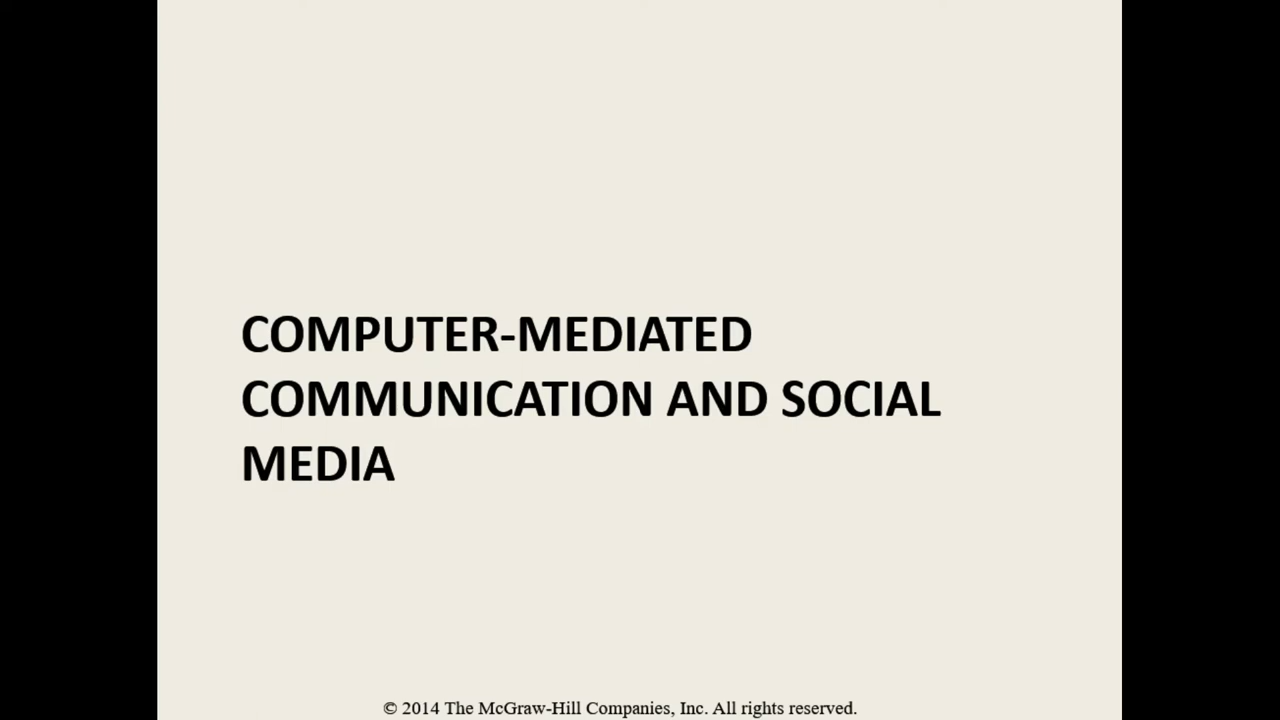 COMPUTER-MEDIATED
COMMUNICATION AND SOCIAL
MEDIA
© 2014 The McGraw-Hill Companies, Inc. All rights reserved.